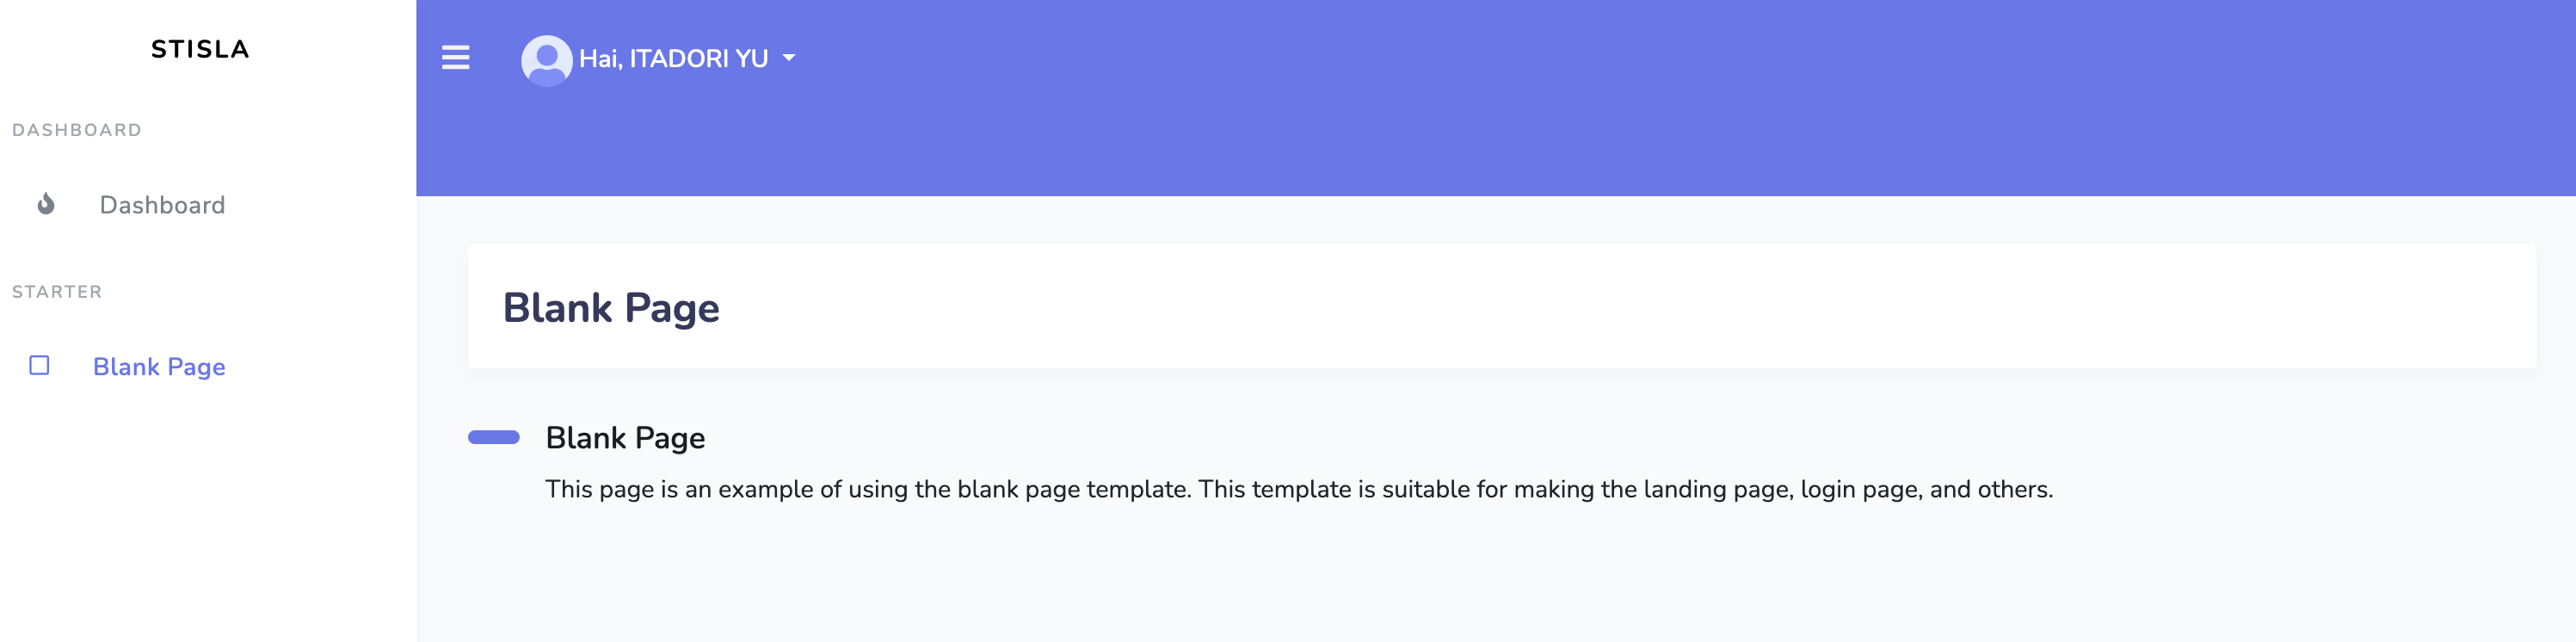 STISLA
DASHBOARD
Dashboard
STARTER
Blank Page
Hai, ITADORI YU
Blank Page
Blank Page
This page is an example of using the blank page template. This template is suitable for making the landing page, login page, and others.